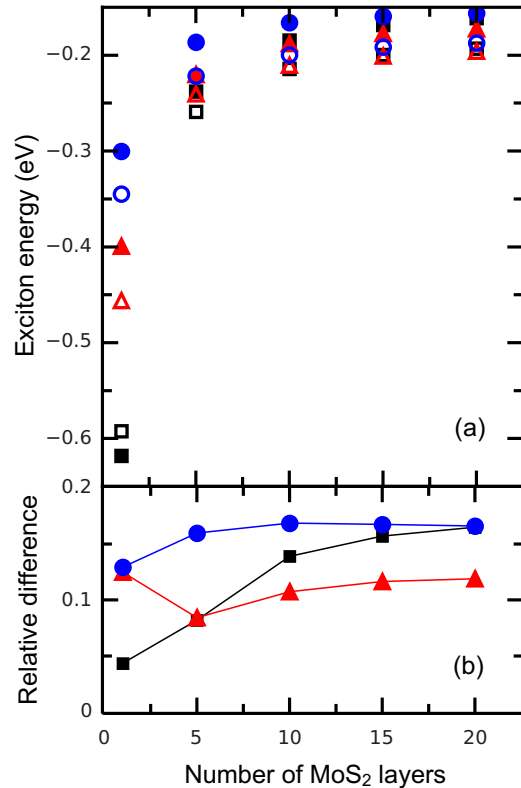 −0.2
−0.3
−0.4
−0.5
−0.6
Exciton energy (eV)
(a)
0.2
0.1
0
Relative difference
(b)
0 5 10 15 20
Number of MoS₂ layers